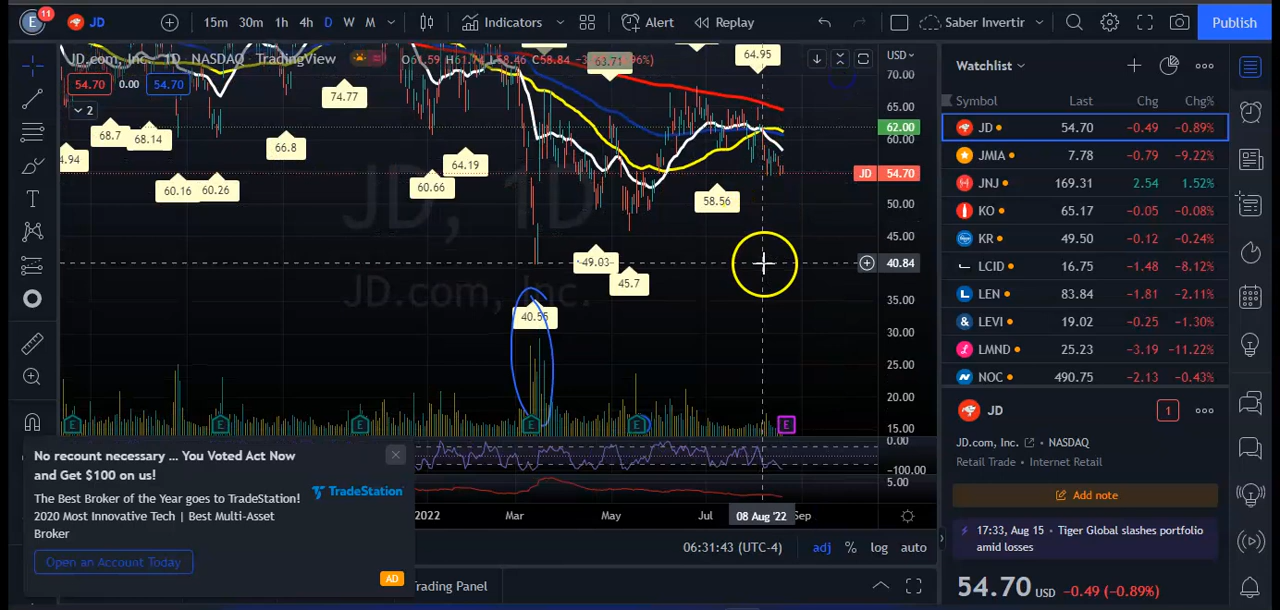 E
11
JD
15m 30m 1h 4h D W M
Indicators
Alert
Replay
Saber Invertir
Publish
JD.com, Inc. · 1D · NASDAQ · TradingView
54.70 0.00 54.70
2
USD
64.95
63.71
74.77
68.7
68.14
66.8
64.19
60.66
60.16
60.26
58.56
49.03
45.7
40.55
JD, 1D
JD.com, Inc.
70.00
65.00
62.00
60.00
JD 54.70
50.00
45.00
40.84
35.00
30.00
25.00
20.00
15.00
0.00
-100.00
5.00
E E E E E E
2022 Mar May Jul 08 Aug '22 Sep
06:31:43 (UTC-4) adj % log auto
Trading Panel
No recount necessary ... You Voted Act Now
and Get $100 on us!
The Best Broker of the Year goes to TradeStation!
2020 Most Innovative Tech | Best Multi-Asset
Broker
TradeStation
Open an Account Today
AD
Watchlist
Symbol Last Chg Chg%
JD 54.70 −0.49 −0.89%
JMIA 7.78 −0.79 −9.22%
JNJ 169.31 2.54 1.52%
KO 65.17 −0.05 −0.08%
KR 49.50 −0.12 −0.24%
LCID 16.75 −1.48 −8.12%
LEN 83.84 −1.81 −2.11%
LEVI 19.02 −0.25 −1.30%
LMND 25.23 −3.19 −11.22%
NOC 490.75 −2.13 −0.43%
JD
1
JD.com, Inc. • NASDAQ
Retail Trade • Internet Retail
Add note
17:33, Aug 15 • Tiger Global slashes portfolio
amid losses
54.70 USD −0.49 (−0.89%)